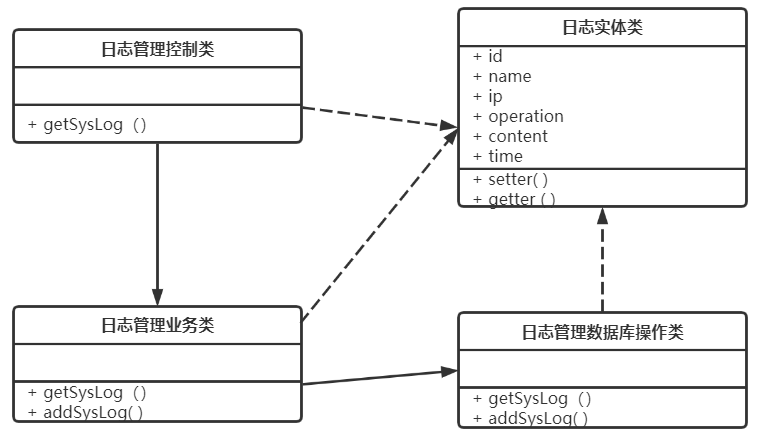 日志管理控制类
+ getSysLog（）
日志实体类
+ id
+ name
+ ip
+ operation
+ content
+ time
+ setter( )
+ getter ( )
日志管理业务类
+ getSysLog （）
+ addSysLog( )
日志管理数据库操作类
+ getSysLog （）
+ addSysLog( )